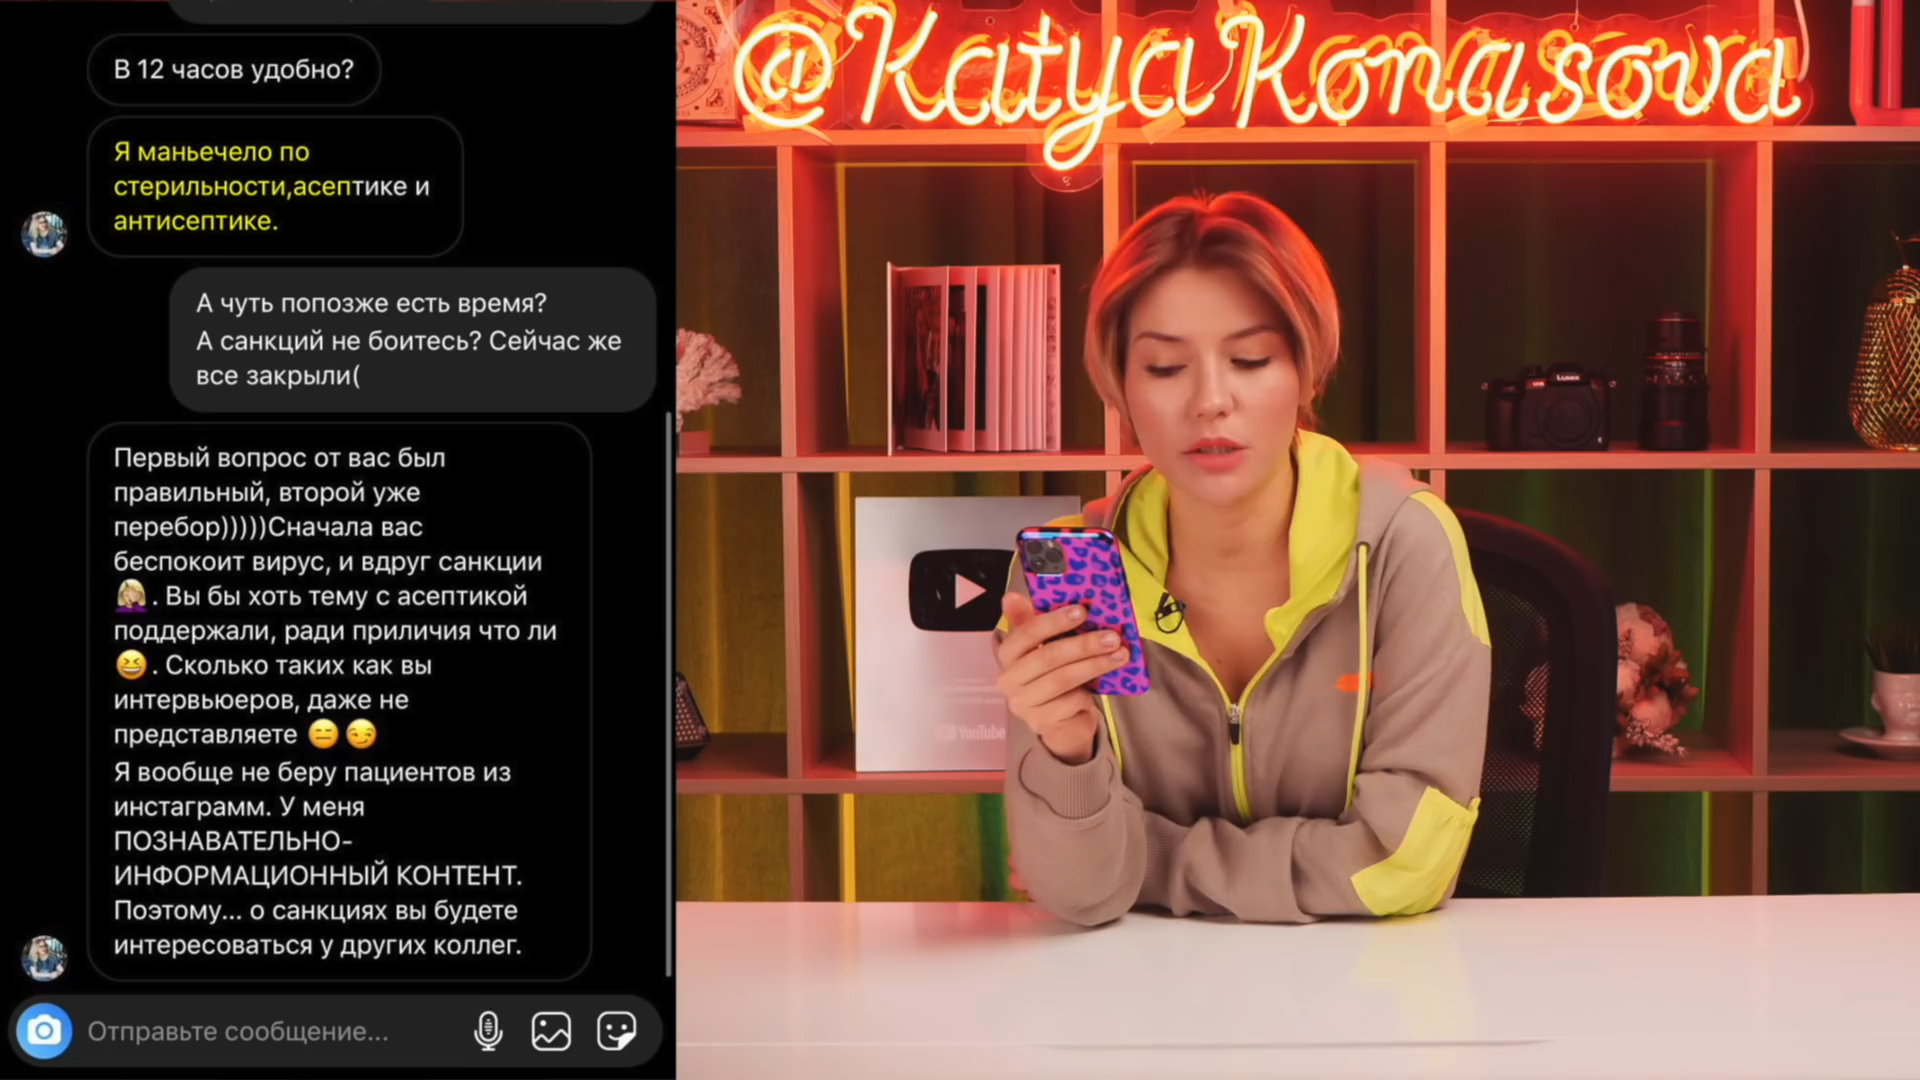 @KatyaKonasova
В 12 часов удобно?
Я маньечело по
стерильности,асептике и
антисептике.
А чуть попозже есть время?
А санкций не боитесь? Сейчас же
все закрыли(
Первый вопрос от вас был
правильный, второй уже
перебор)))))Сначала вас
беспокоит вирус, и вдруг санкции
🤦🏼‍♀️. Вы бы хоть тему с асептикой
поддержали, ради приличия что ли
😆. Сколько таких как вы
интервьюеров, даже не
представляете 😑😏
Я вообще не беру пациентов из
инстаграмм. У меня
ПОЗНАВАТЕЛЬНО-
ИНФОРМАЦИОННЫЙ КОНТЕНТ.
Поэтому... о санкциях вы будете
интересоваться у других коллег.
Отправьте сообщение...
LUMIX
YouTube